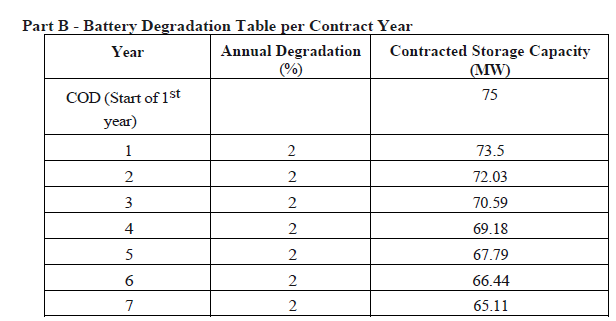 Part B - Battery Degradation Table per Contract Year
Year Annual Degradation (%) Contracted Storage Capacity (MW)
COD (Start of 1st year) 75
1 2 73.5
2 2 72.03
3 2 70.59
4 2 69.18
5 2 67.79
6 2 66.44
7 2 65.11